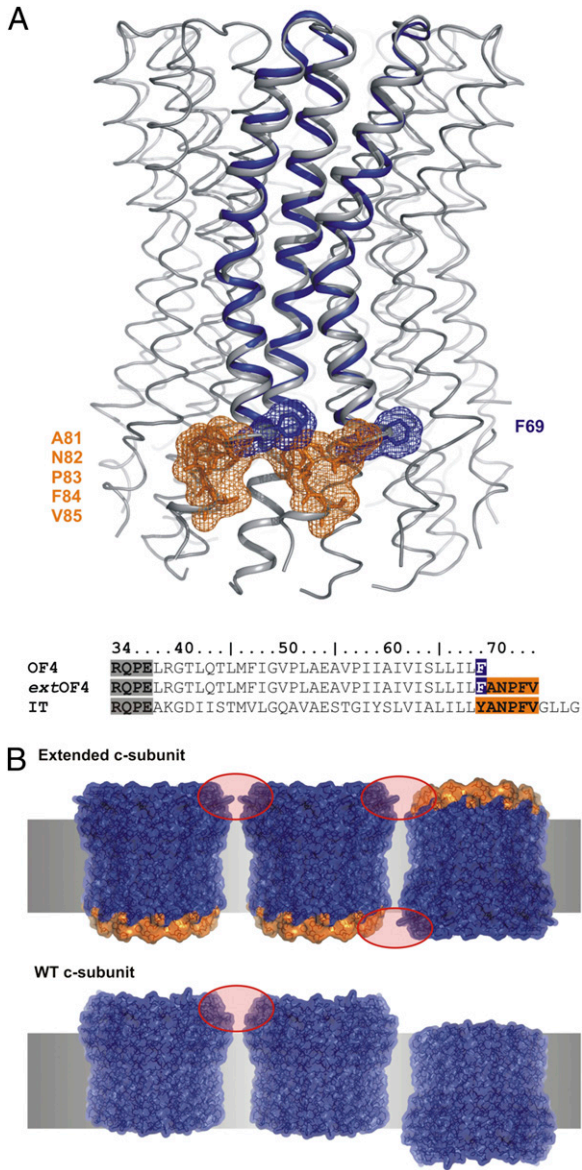 A
A81
N82
P83
F84
V85
F69
34...40....|....50....|....60....|....70...
OF4 RQPELRGTLQTLMFIGVPLAEAVPIIAIVISLLILF
extOF4 RQPELRGTLQTLMFIGVPLAEAVPIIAIVISLLILFANPFV
IT RQPEAKGDIISTMVLGQAVAESTGIYSLVIALILLYANPFVGLLG
B
Extended c-subunit
WT c-subunit